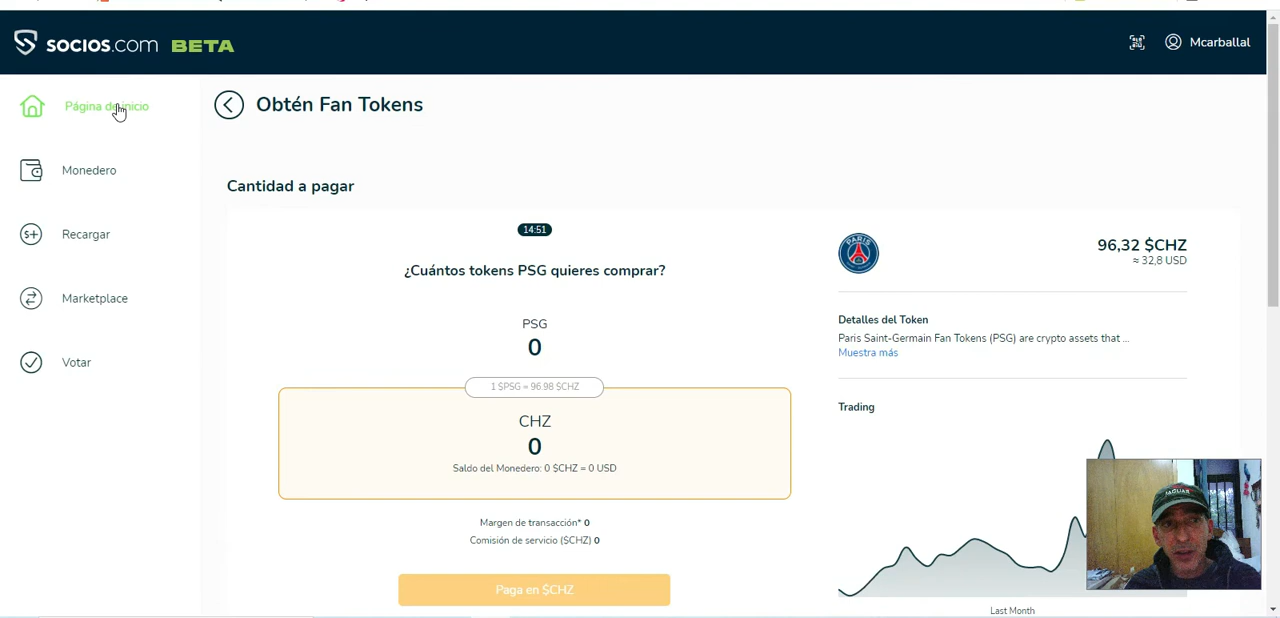 SOCIOS.COM BETA
Mcarballal
Página de inicio
Obtén Fan Tokens
Monedero
Cantidad a pagar
Recargar
14:51
¿Cuántos tokens PSG quieres comprar?
PARIS
96,32 $CHZ
≈ 32,8 USD
Marketplace
PSG
0
Detalles del Token
Paris Saint-Germain Fan Tokens (PSG) are crypto assets that ...
Muestra más
Votar
1 $PSG = 96.98 $CHZ
CHZ
0
Saldo del Monedero: 0 $CHZ = 0 USD
Trading
Margen de transacción* 0
Comisión de servicio ($CHZ) 0
Paga en $CHZ
Last Month
JAGUAR